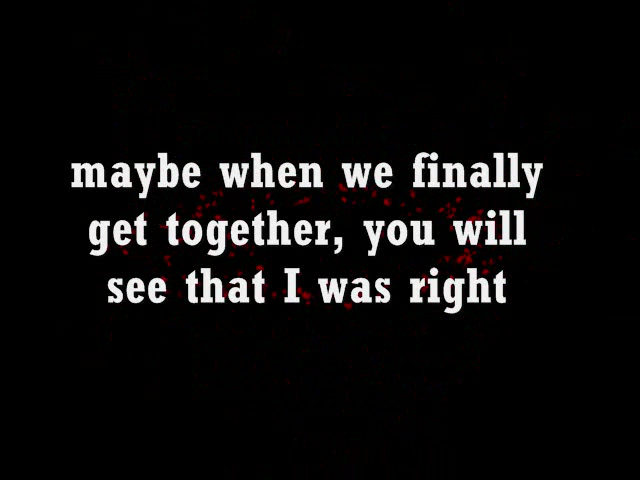 maybe when we finally
get together, you will
see that I was right